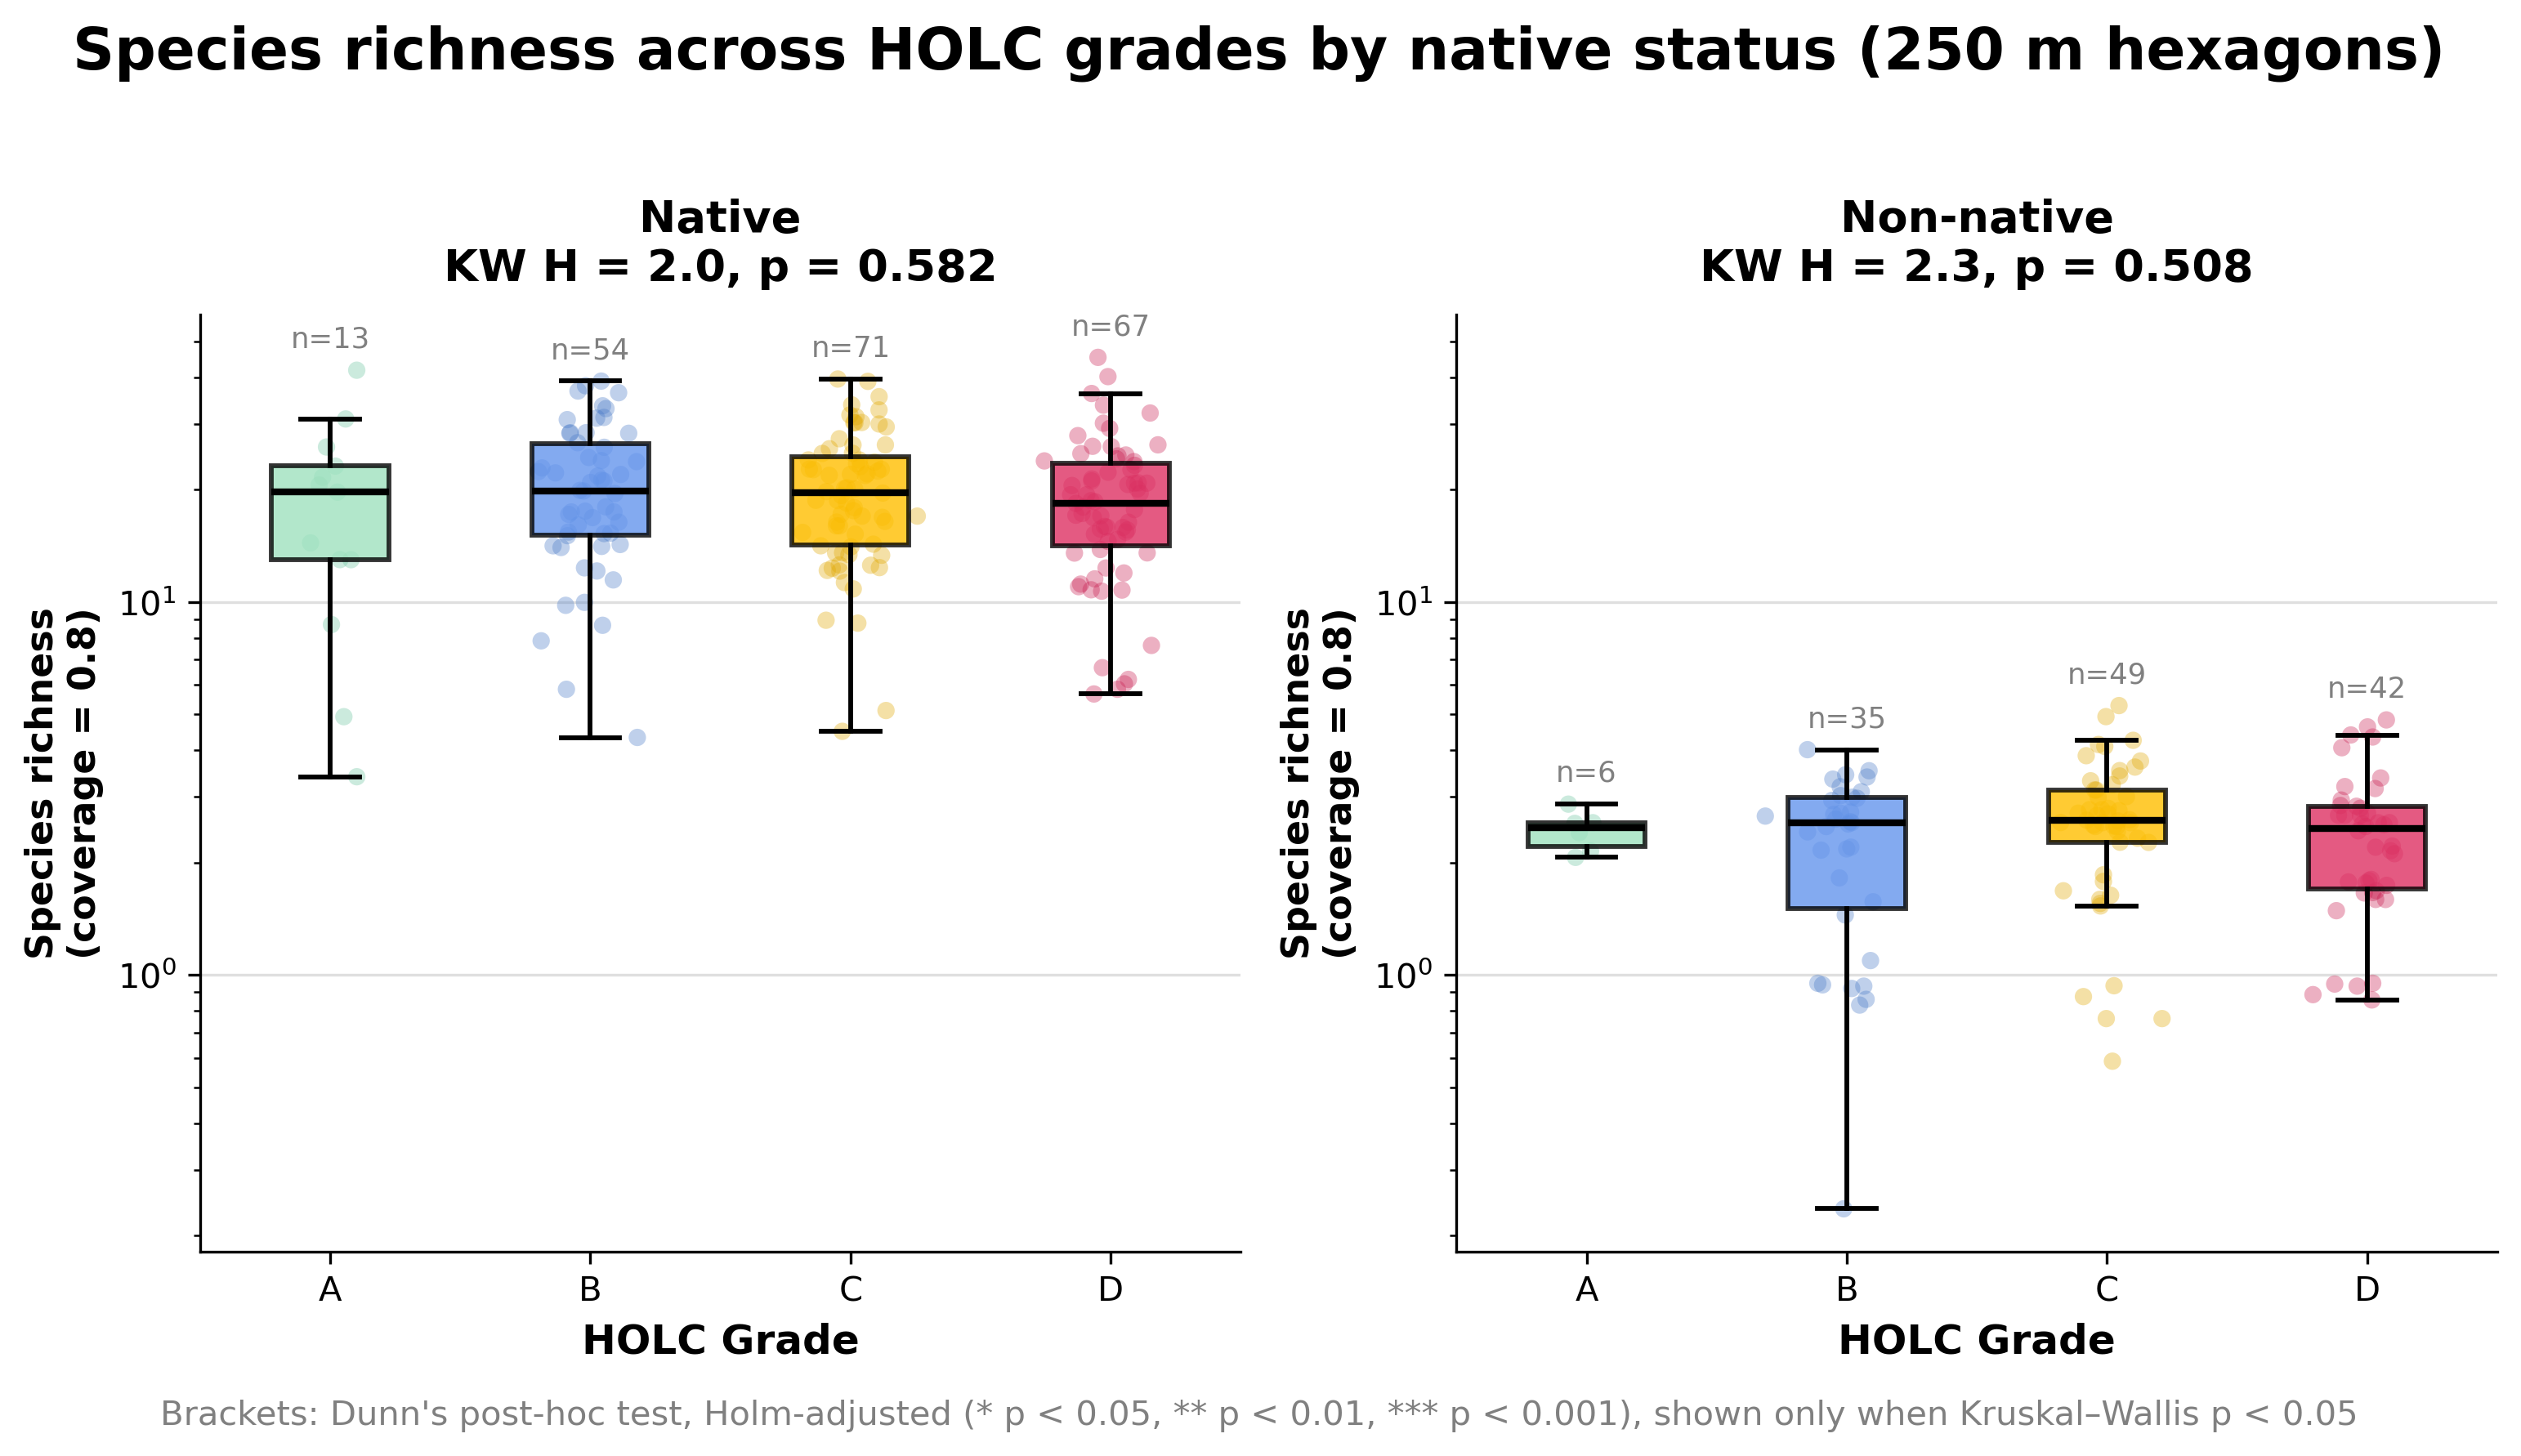 Species richness across HOLC grades by native status (250 m hexagons)
Native
KW H = 2.0, p = 0.582
n=13
n=54
n=71
n=67
Species richness
(coverage = 0.8)
10¹
10⁰
A
B
C
D
HOLC Grade
Non-native
KW H = 2.3, p = 0.508
n=6
n=35
n=49
n=42
Species richness
(coverage = 0.8)
10¹
10⁰
A
B
C
D
HOLC Grade
Brackets: Dunn's post-hoc test, Holm-adjusted (* p < 0.05, ** p < 0.01, *** p < 0.001), shown only when Kruskal–Wallis p < 0.05